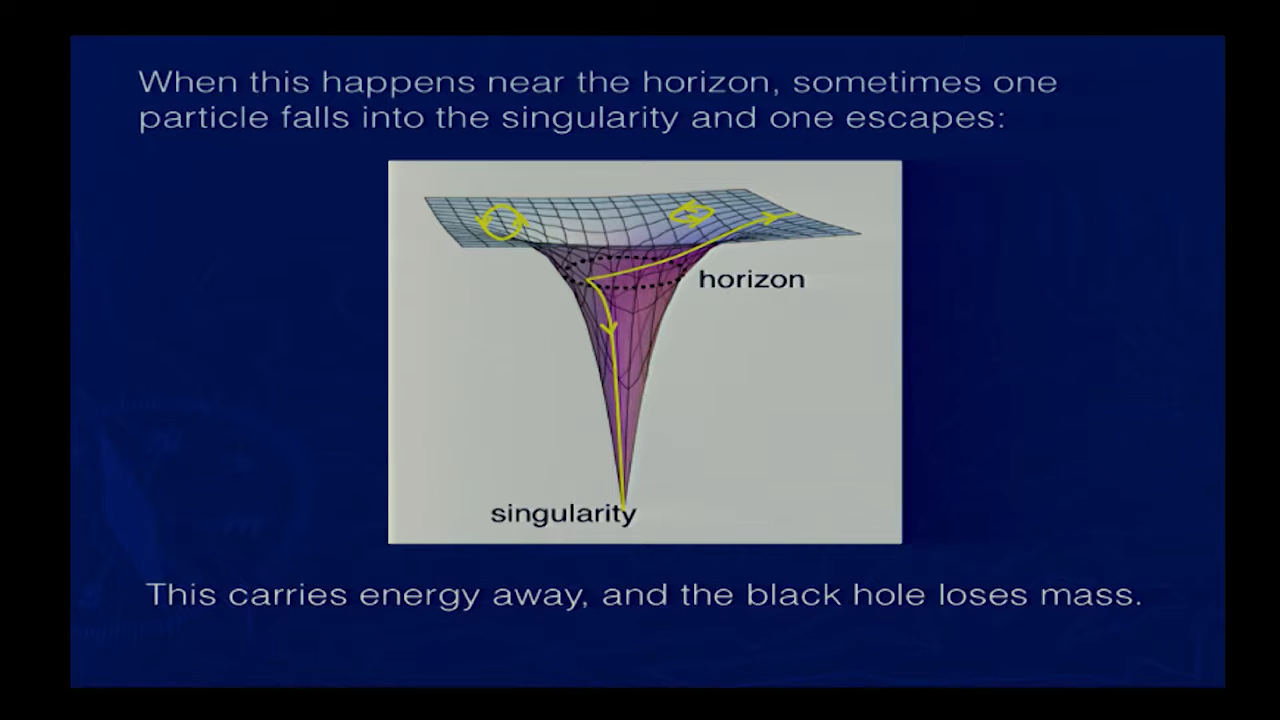 When this happens near the horizon, sometimes one
particle falls into the singularity and one escapes:
horizon
singularity
This carries energy away, and the black hole loses mass.